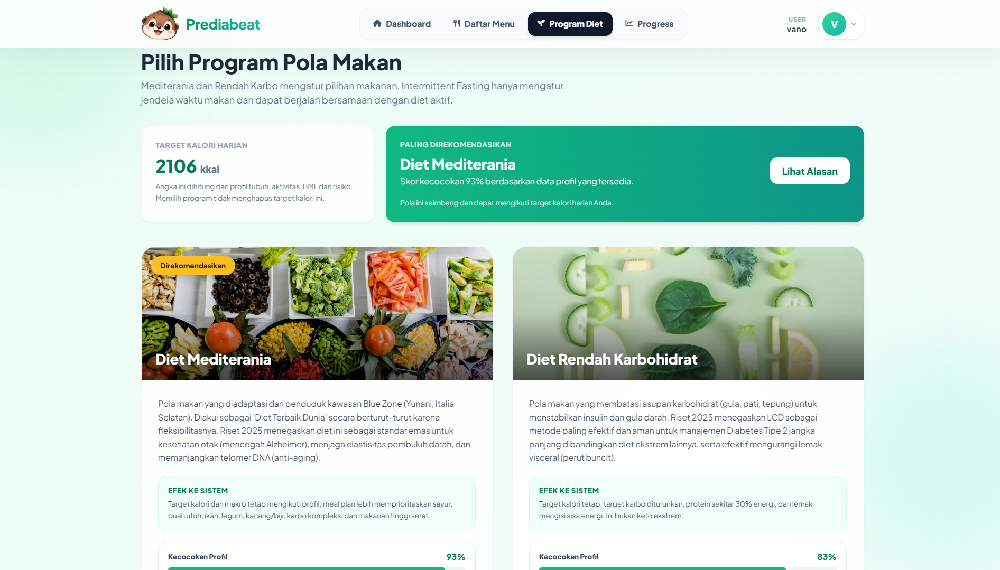 Prediabeat
Dashboard
Daftar Menu
Program Diet
Progress
USER
vano
V
Pilih Program Pola Makan
Mediterania dan Rendah Karbo mengatur pilihan makanan. Intermittent Fasting hanya mengatur
jendela waktu makan dan dapat berjalan bersamaan dengan diet aktif.
TARGET KALORI HARIAN
2106 kkal
Angka ini dihitung dari profil tubuh, aktivitas, BMI, dan risiko.
Memilih program tidak menghapus target kalori ini.
PALING DIREKOMENDASIKAN
Diet Mediterania
Skor kecocokan 93% berdasarkan data profil yang tersedia.
Pola ini seimbang dan dapat mengikuti target kalori harian Anda.
Lihat Alasan
Direkomendasikan
Diet Mediterania
Pola makan yang diadaptasi dari penduduk kawasan Blue Zone (Yunani, Italia
Selatan). Diakui sebagai 'Diet Terbaik Dunia' secara berturut-turut karena
fleksibilitasnya. Riset 2025 menegaskan diet ini sebagai standar emas untuk
kesehatan otak (mencegah Alzheimer), menjaga elastisitas pembuluh darah, dan
memanjangkan telomer DNA (anti-aging).
EFEK KE SISTEM
Target kalori dan makro tetap mengikuti profil; meal plan lebih memprioritaskan sayur,
buah utuh, ikan, legum, kacang/biji, karbo kompleks, dan makanan tinggi serat.
Kecocokan Profil
93%
Diet Rendah Karbohidrat
Pola makan yang membatasi asupan karbohidrat (gula, pati, tepung) untuk
menstabilkan insulin dan gula darah. Riset 2025 menegaskan LCD sebagai
metode paling efektif dan aman untuk manajemen Diabetes Tipe 2 jangka
panjang dibandingkan diet ekstrem lainnya, serta efektif mengurangi lemak
visceral (perut buncit).
EFEK KE SISTEM
Target kalori tetap; target karbo diturunkan, protein sekitar 30% energi, dan lemak
mengisi sisa energi. Ini bukan keto ekstrem.
Kecocokan Profil
83%